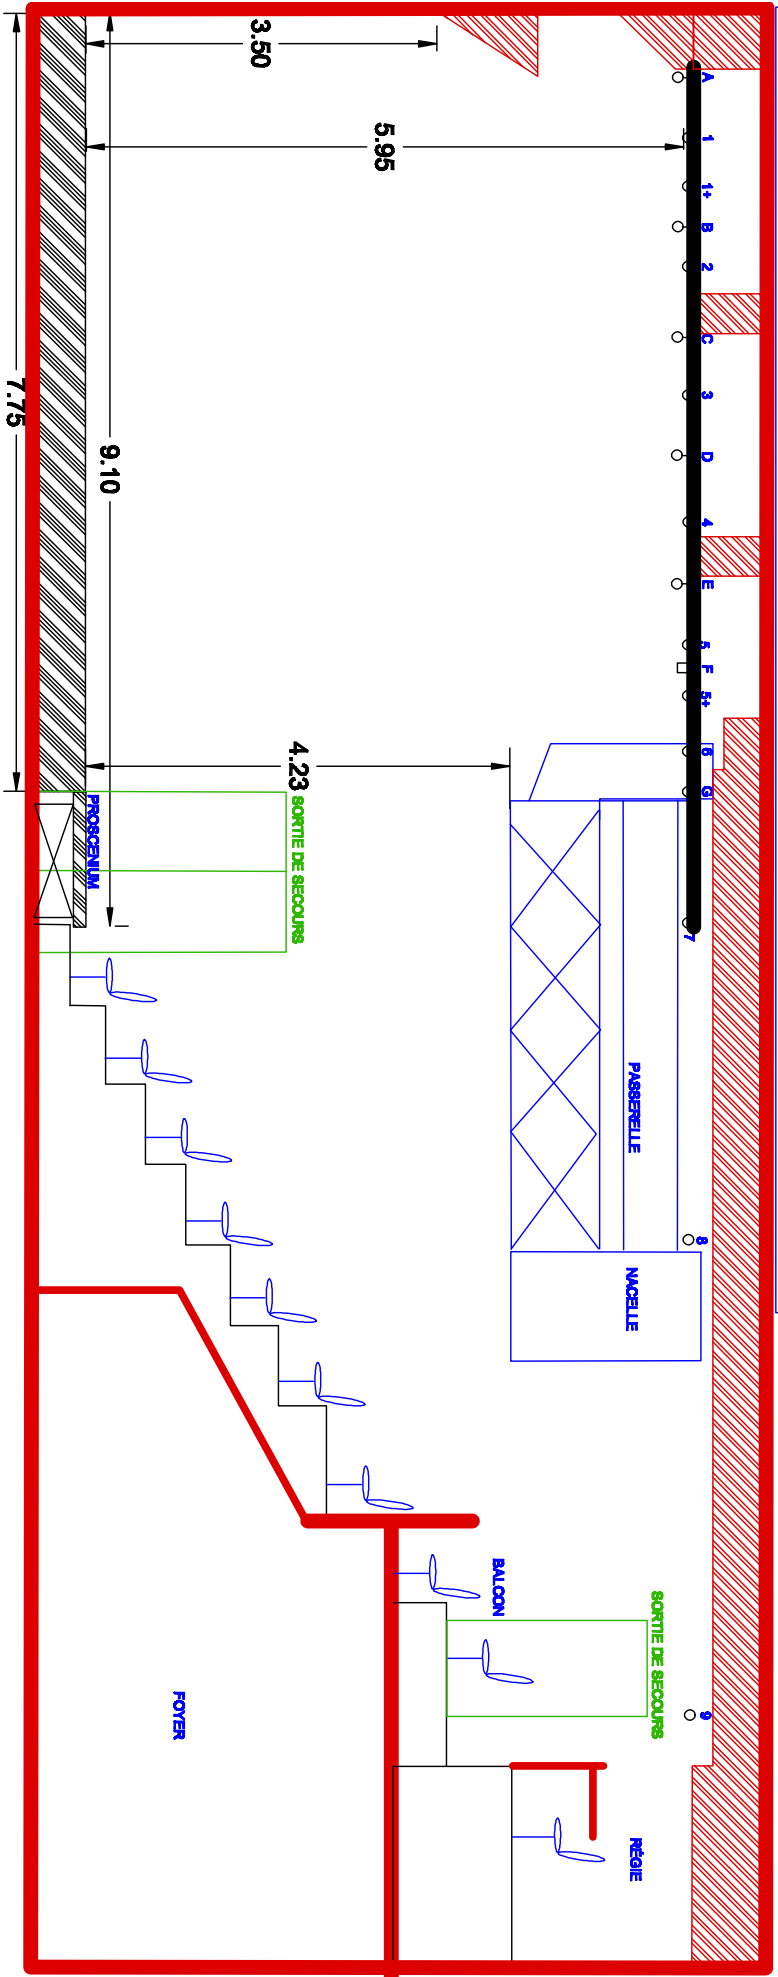 3.50
5.95
7.75
9.10
4.23
A
1
1+
B
2
C
3
D
4
E
5
F
5+
6
G
7
8
9
PROSCENIUM
SORTIE DE SECOURS
PASSERELLE
NACELLE
BALCON
SORTIE DE SECOURS
FOYER
RÉGIE